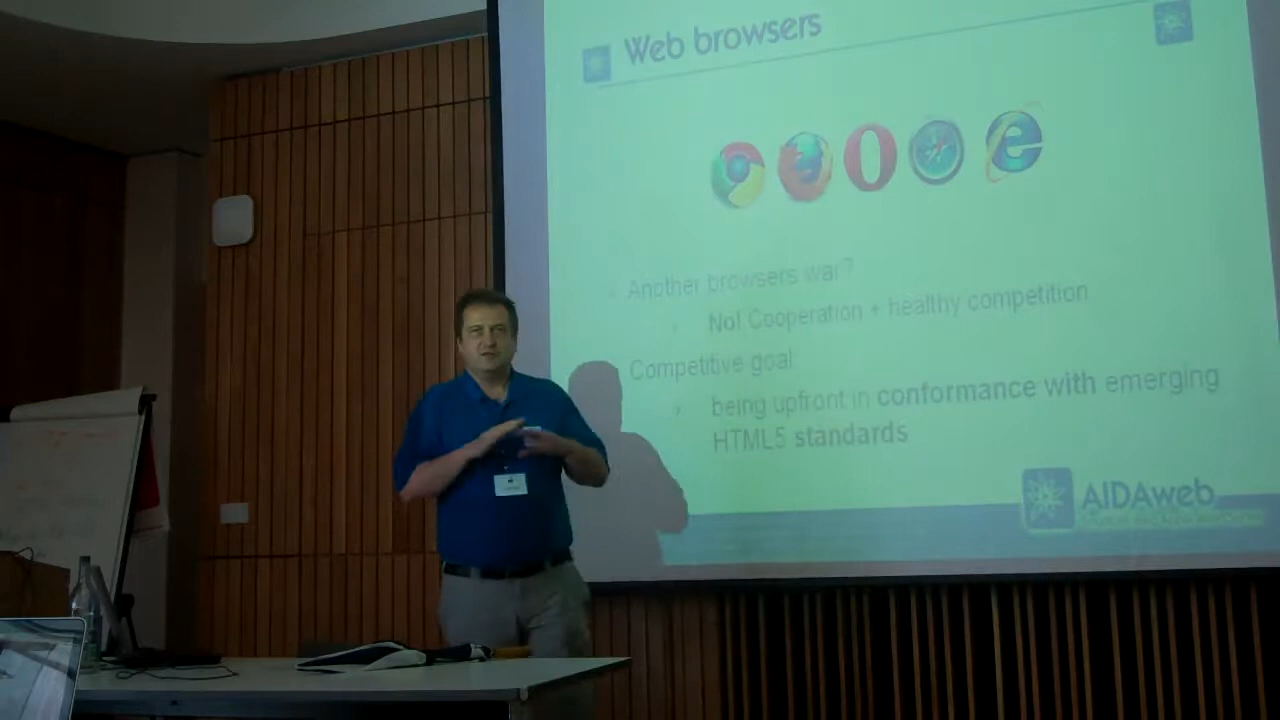 Web browsers
Another browsers war?
No! Cooperation + healthy competition
Competitive goal:
being upfront in conformance with emerging
HTML5 standards
AIDAweb